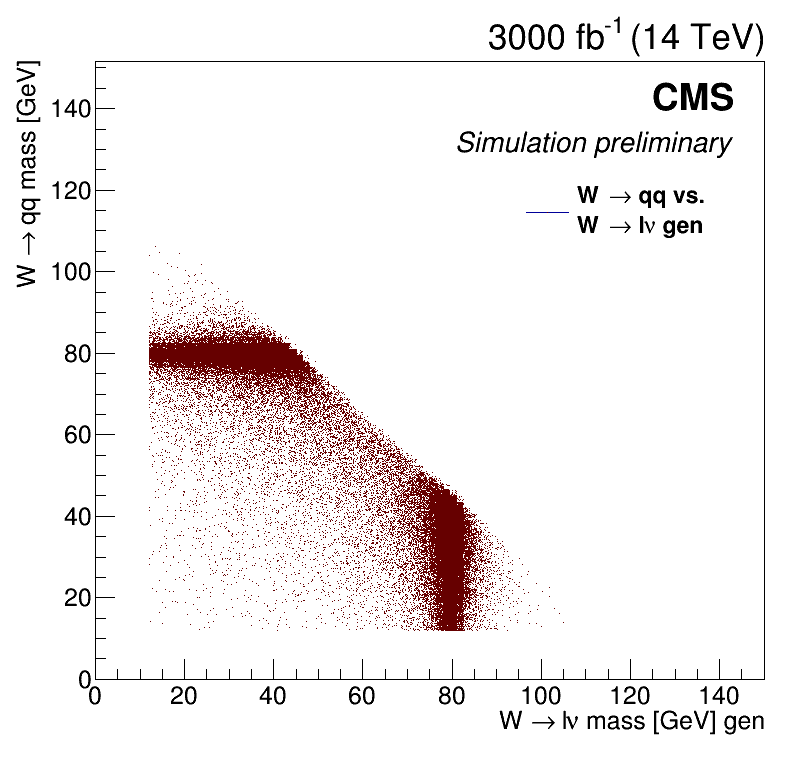 3000 fb⁻¹ (14 TeV)
CMS
Simulation preliminary
W → qq vs.
W → lν gen
W → qq mass [GeV]
140
120
100
80
60
40
20
0
0 20 40 60 80 100 120 140
W → lν mass [GeV] gen